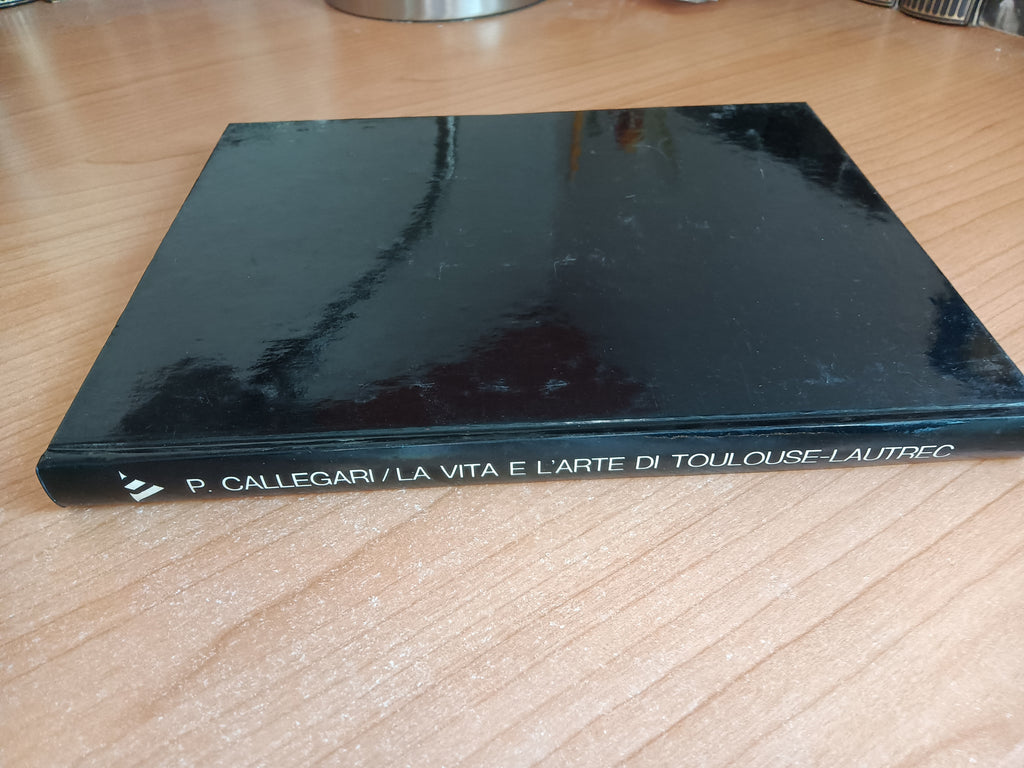 P. CALLEGARI / LA VITA E L'ARTE DI TOULOUSE-LAUTREC